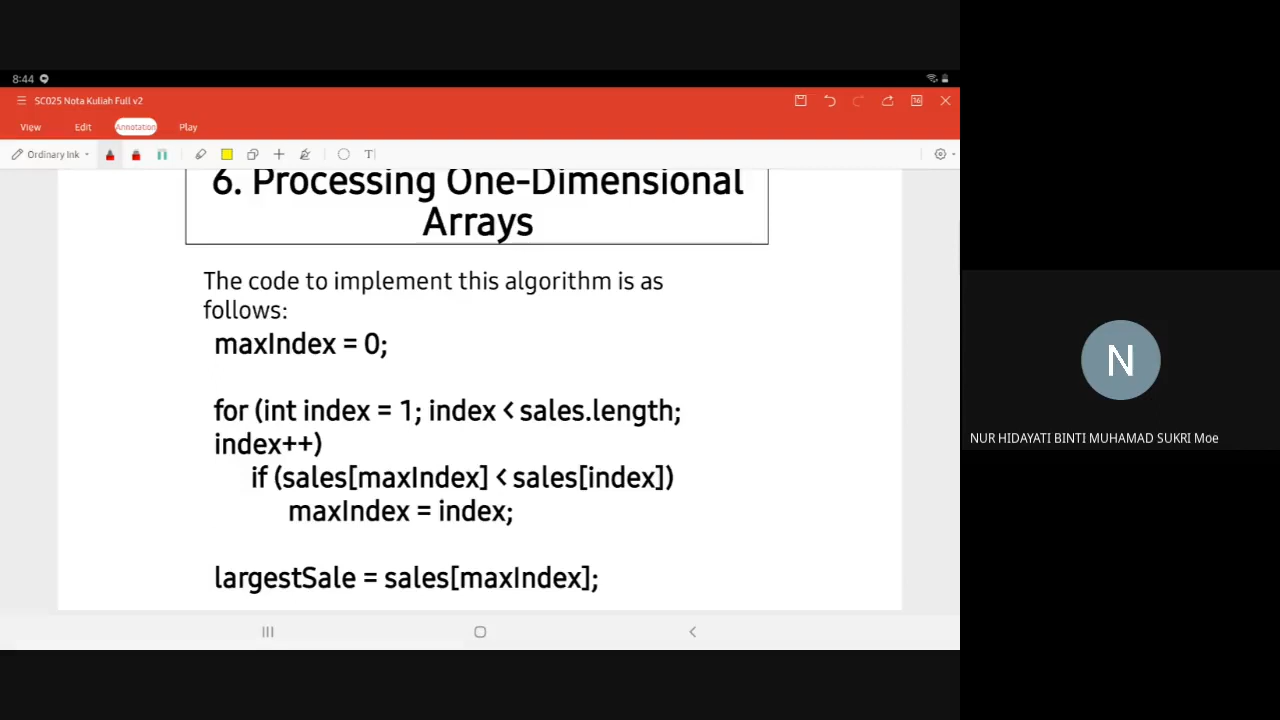 8:44
SC025 Nota Kuliah Full v2
16
View Edit Annotation Play
Ordinary Ink
T
6. Processing One-Dimensional
Arrays
The code to implement this algorithm is as
follows:
maxIndex = 0;
for (int index = 1; index < sales.length;
index++)
if (sales[maxIndex] < sales[index])
maxIndex = index;
largestSale = sales[maxIndex];
N
NUR HIDAYATI BINTI MUHAMAD SUKRI Moe